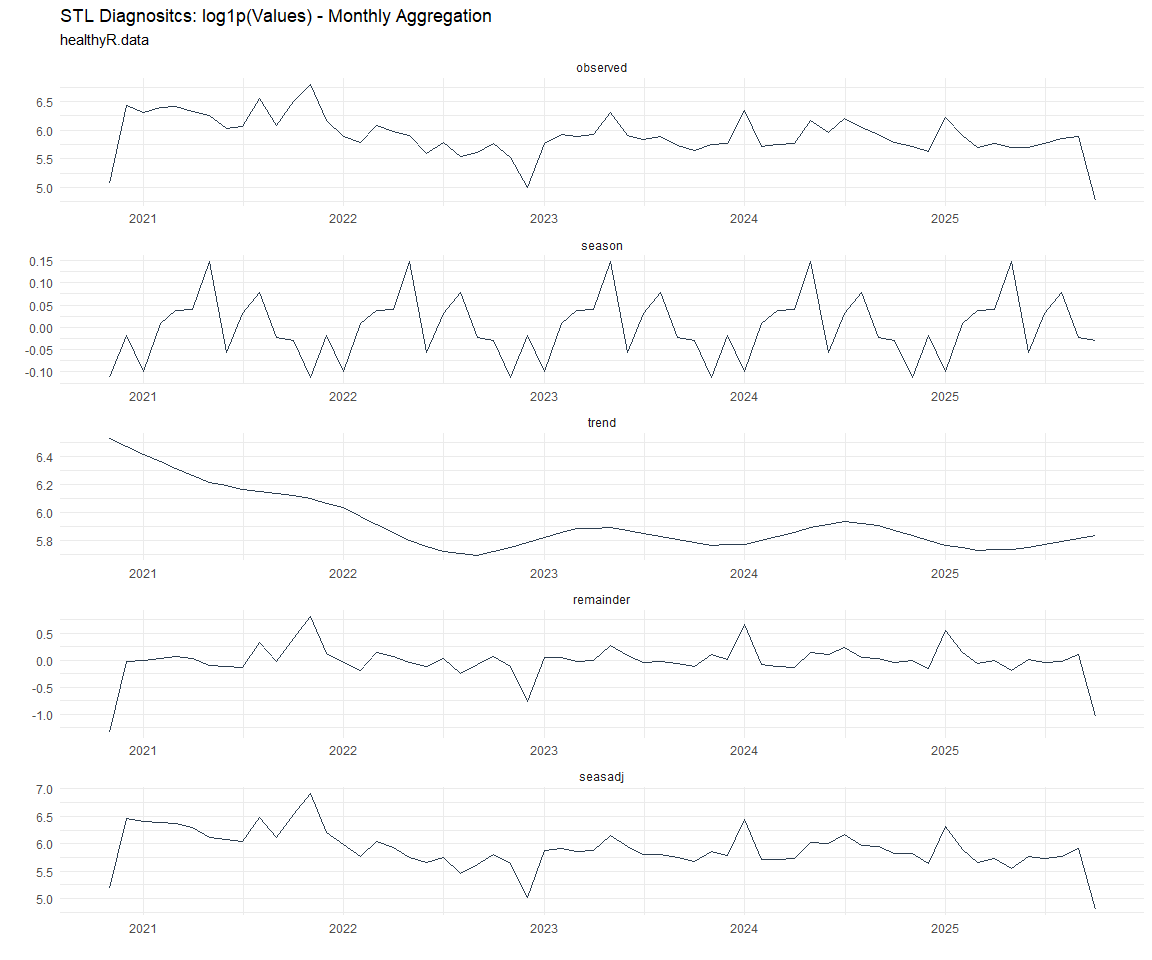 STL Diagnositcs: log1p(Values) - Monthly Aggregation
healthyR.data
observed
6.5
6.0
5.5
5.0
2021 2022 2023 2024 2025
season
0.15
0.10
0.05
0.00
-0.05
-0.10
2021 2022 2023 2024 2025
trend
6.4
6.2
6.0
5.8
2021 2022 2023 2024 2025
remainder
0.5
0.0
-0.5
-1.0
2021 2022 2023 2024 2025
seasadj
7.0
6.5
6.0
5.5
5.0
2021 2022 2023 2024 2025